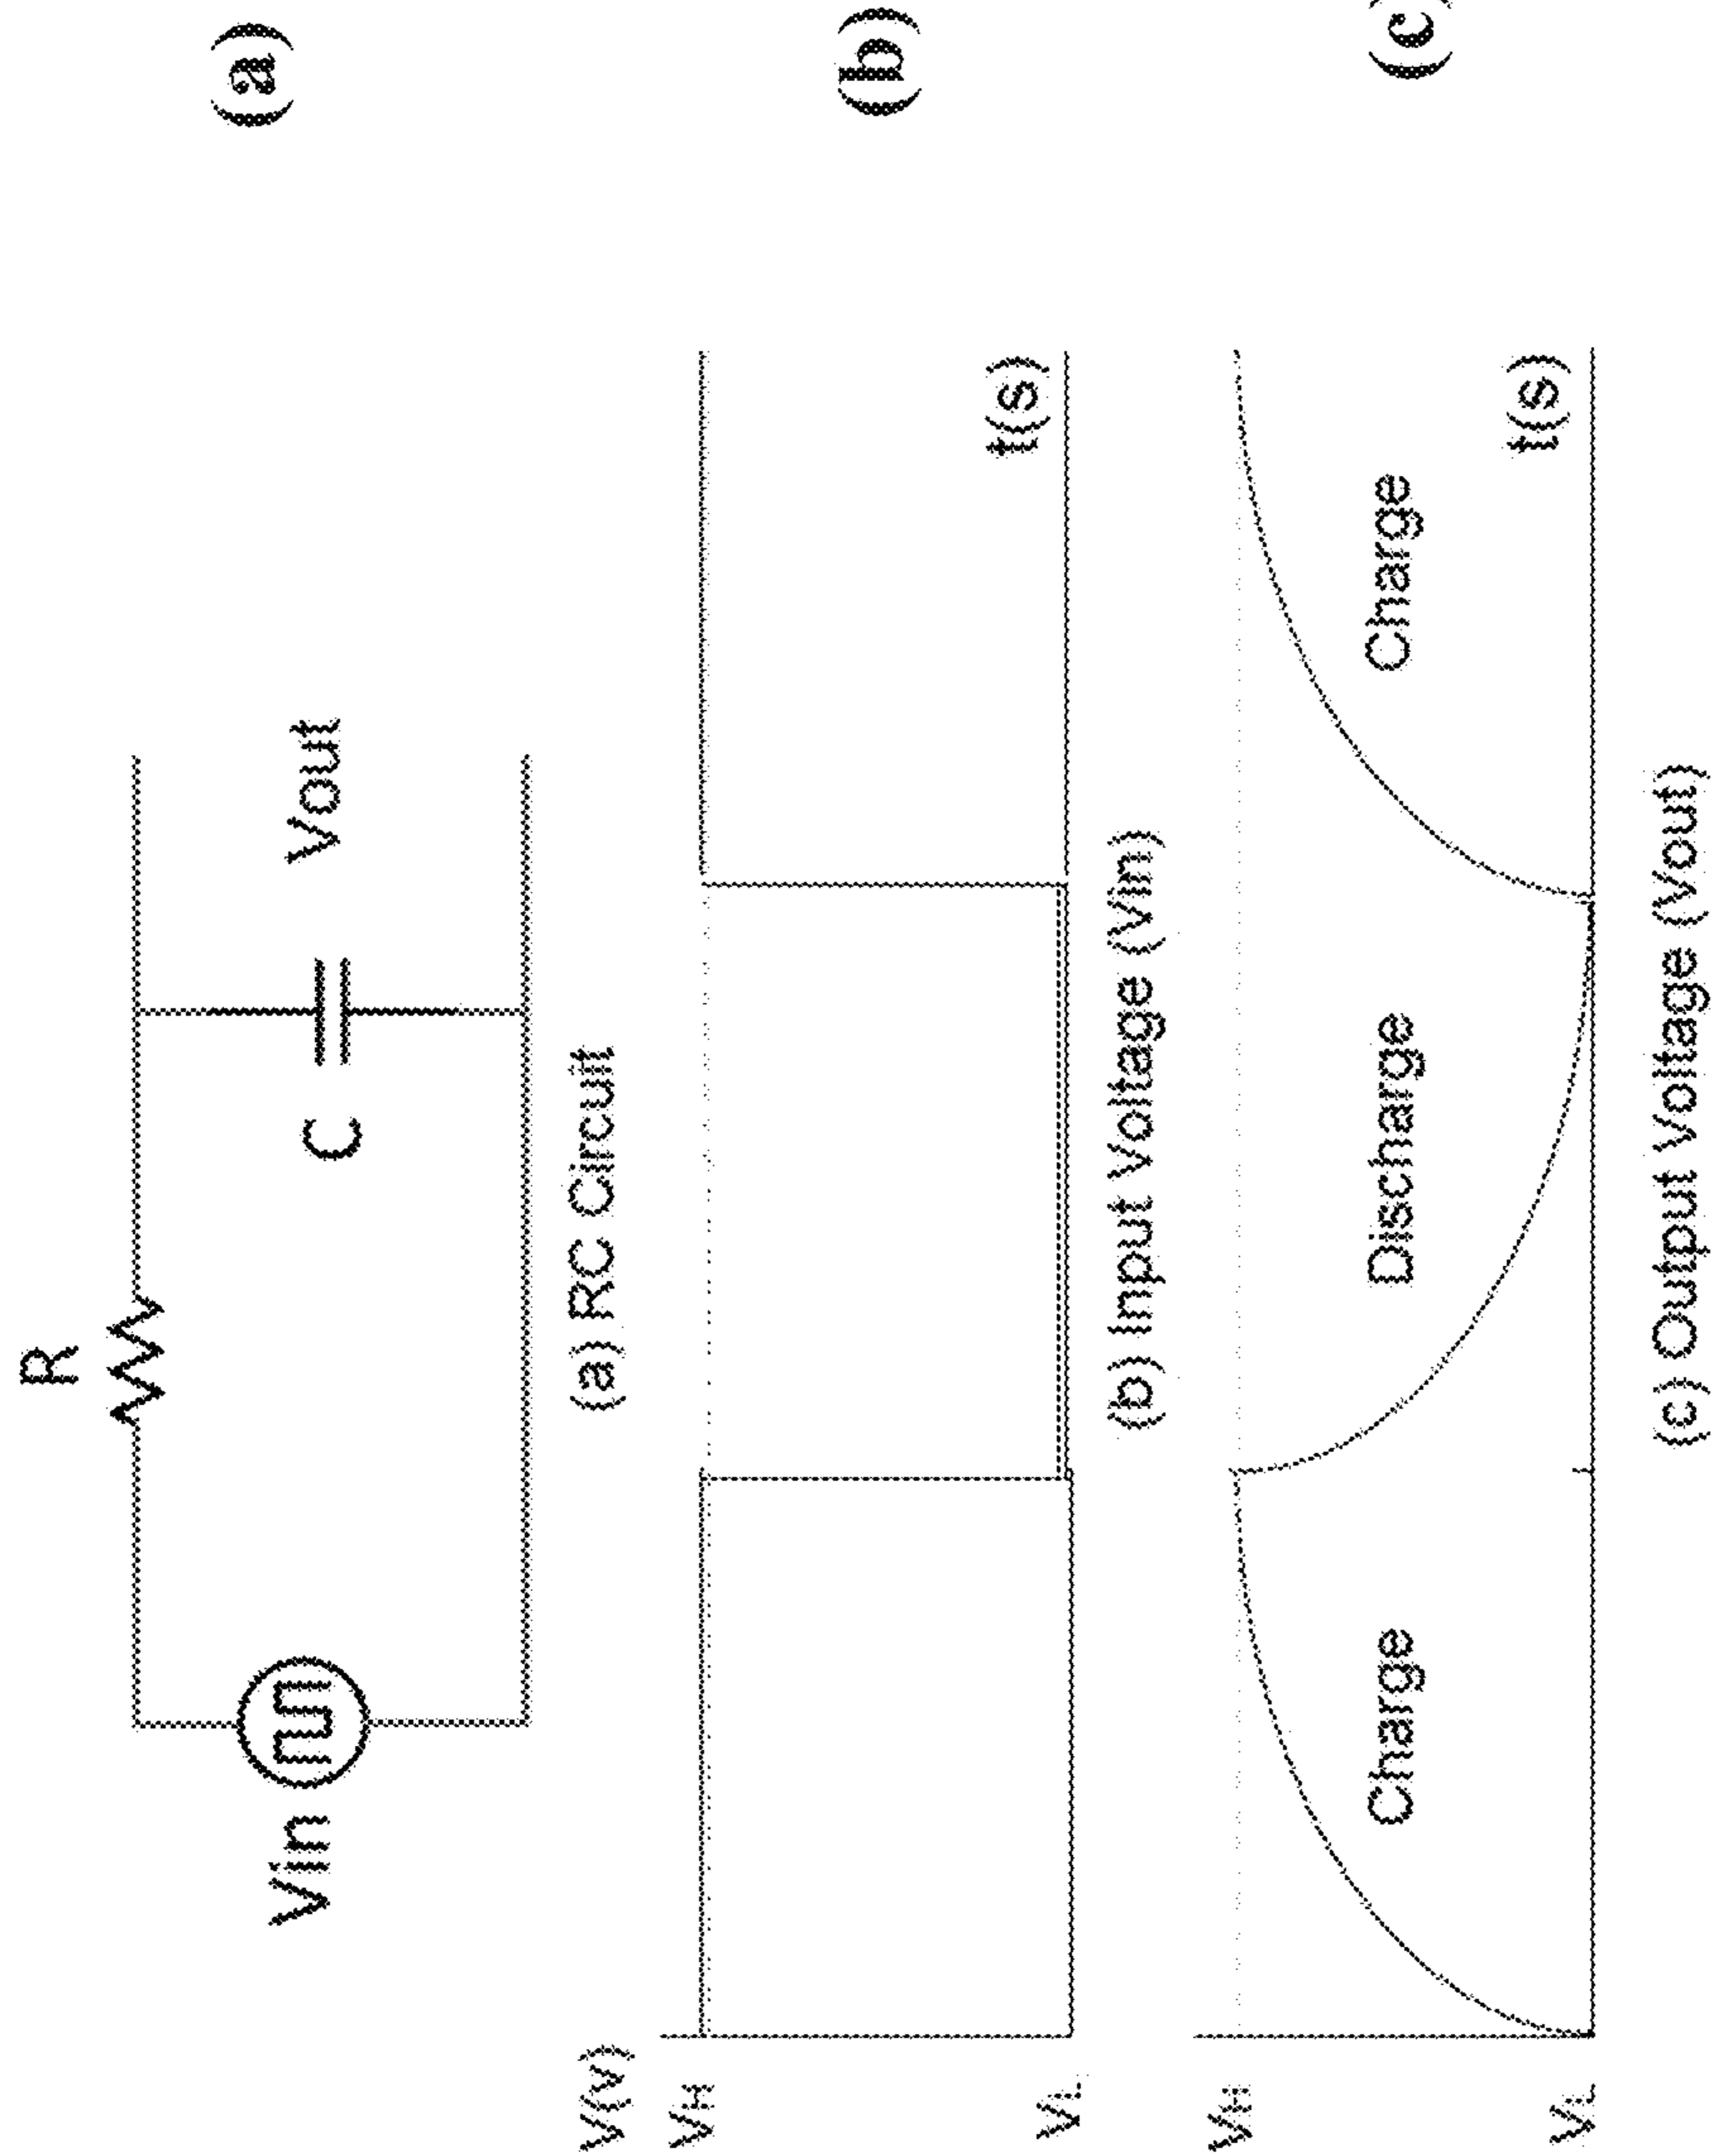 R
Vin
C
Vout
(a)
(a) RC Circuit
V(v)
VH
VL
t(s)
(b)
(b) Input Voltage (Vin)
VH
VL
Charge
Discharge
Charge
t(s)
(c)
(c) Output Voltage (Vout)